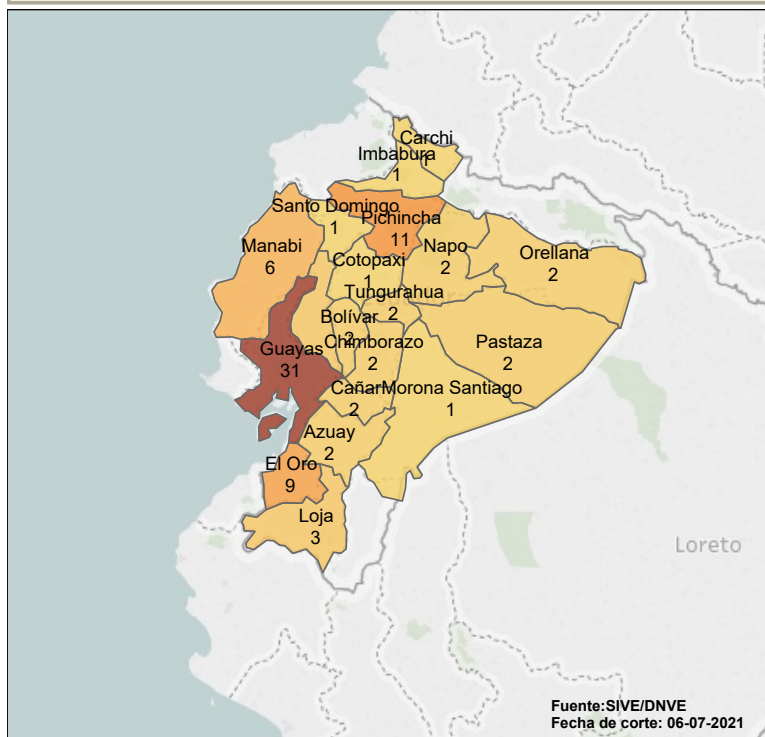 Carchi
1
Imbabura
1
Santo Domingo
1
Pichincha
11
Manabi
6
Napo
2
Orellana
2
Cotopaxi
1
Tungurahua
2
Bolívar
2
Chimborazo
2
Guayas
31
Pastaza
2
Cañar
2
Morona Santiago
1
Azuay
2
El Oro
9
Loja
3
Loreto
Fuente:SIVE/DNVE
Fecha de corte: 06-07-2021